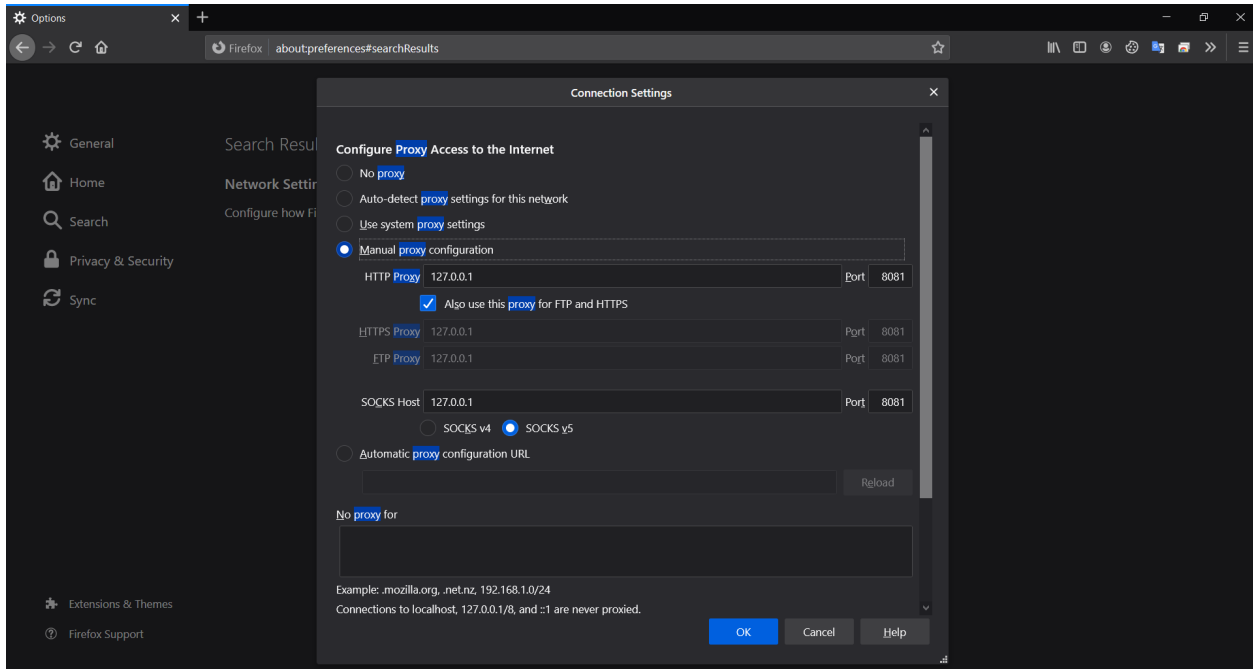 Options
Firefox about:preferences#searchResults
Connection Settings
General
Home
Search
Privacy & Security
Sync
Extensions & Themes
Firefox Support
Search Resul
Network Settin
Configure how Fi
Configure Proxy Access to the Internet
No proxy
Auto-detect proxy settings for this network
Use system proxy settings
Manual proxy configuration
HTTP Proxy 127.0.0.1 Port 8081
Also use this proxy for FTP and HTTPS
HTTPS Proxy 127.0.0.1 Port 8081
FTP Proxy 127.0.0.1 Port 8081
SOCKS Host 127.0.0.1 Port 8081
SOCKS v4 SOCKS v5
Automatic proxy configuration URL
Reload
No proxy for
Example: .mozilla.org, .net.nz, 192.168.1.0/24
Connections to localhost, 127.0.0.1/8, and ::1 are never proxied.
OK Cancel Help